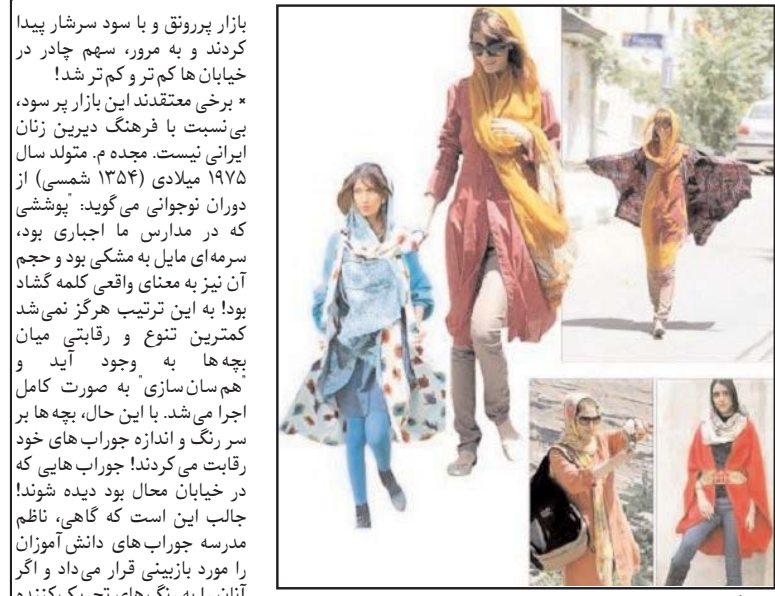 بازار پررونق و با سود سرشار پیدا
کردند و به مرور، سهم چادر در
خیابان ها کم تر و کم تر شد!
* برخی معتقدند این بازار پر سود،
بی‌نسبت با فرهنگ دیرین زنان
ایرانی نیست. مجده م. متولد سال
۱۹۷۵ میلادی (۱۳۵۴ شمسی) از
دوران نوجوانی می‌گوید: "پوششی
که در مدارس ما اجباری بود،
سرمه‌ای مایل به مشکی بود و حجم
آن نیز به معنای واقعی کلمه گشاد
بود! به این ترتیب هرگز نمی‌شد
کمترین تنوع و رقابتی میان
بچه‌ها به وجود آید و
"هم‌سان‌سازی" به صورت کامل
اجرا می‌شد. با این حال، بچه‌ها بر
سر رنگ و اندازه جوراب‌های خود
رقابت می‌کردند! جوراب‌هایی که
در خیابان محال بود دیده شوند!
جالب این است که گاهی، ناظم
مدرسه جوراب‌های دانش‌آموزان
را مورد بازبینی قرار می‌داد و اگر